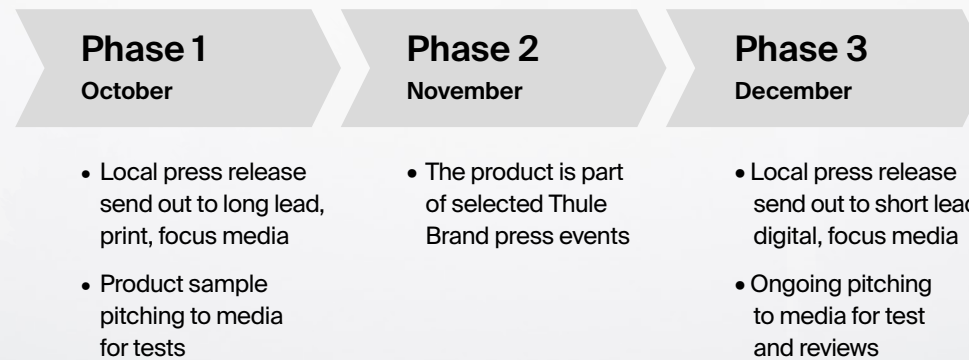 Phase 1
October
• Local press release
send out to long lead,
print, focus media
• Product sample
pitching to media
for tests
Phase 2
November
• The product is part
of selected Thule
Brand press events
Phase 3
December
• Local press release
send out to short lead
digital, focus media
• Ongoing pitching
to media for test
and reviews